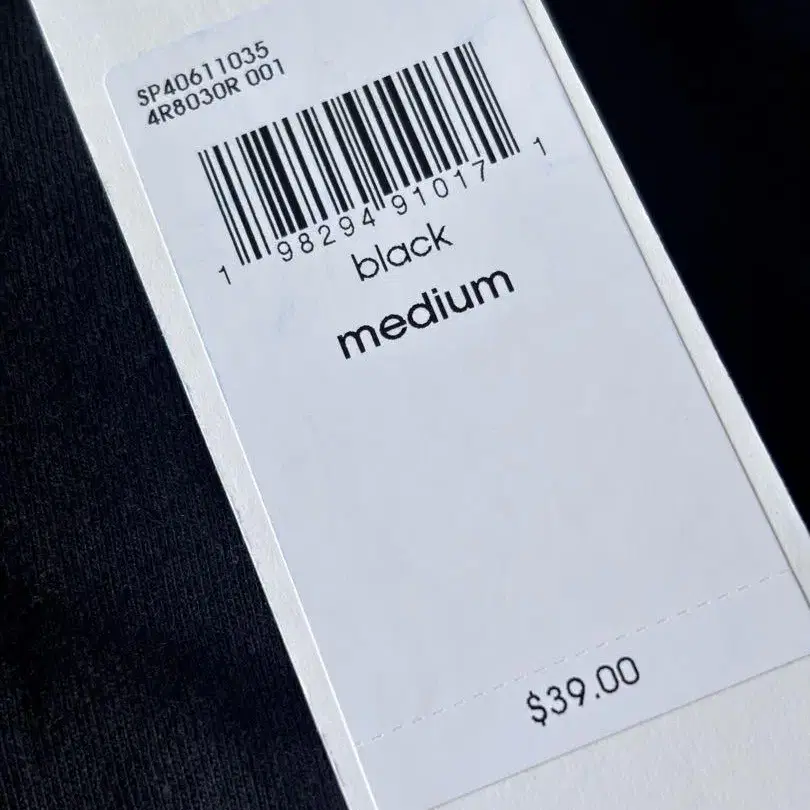 SP40611035
4R8030R 001
1 98294 91017 1
black
medium
$39.00